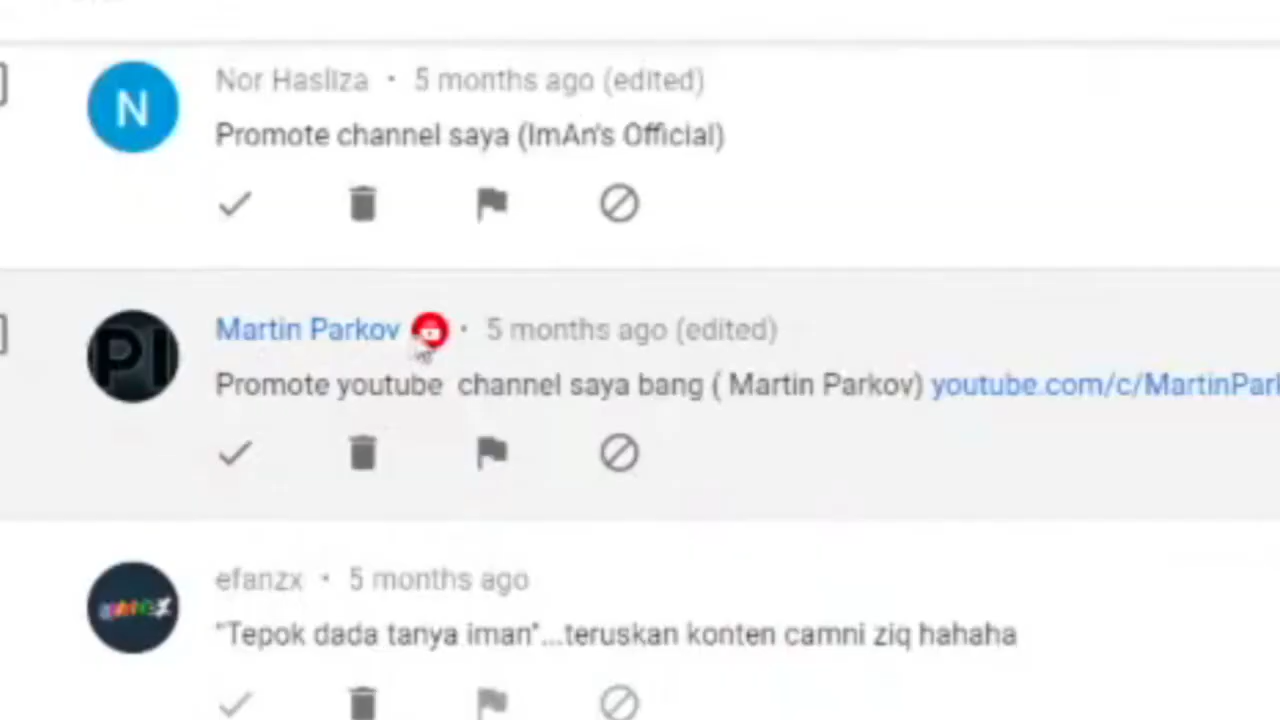 N
Nor Hasliza • 5 months ago (edited)
Promote channel saya (ImAn's Official)
PI
Martin Parkov • 5 months ago (edited)
Promote youtube channel saya bang ( Martin Parkov) youtube.com/c/MartinPark
efanzx • 5 months ago
"Tepok dada tanya iman"...teruskan konten camni ziq hahaha